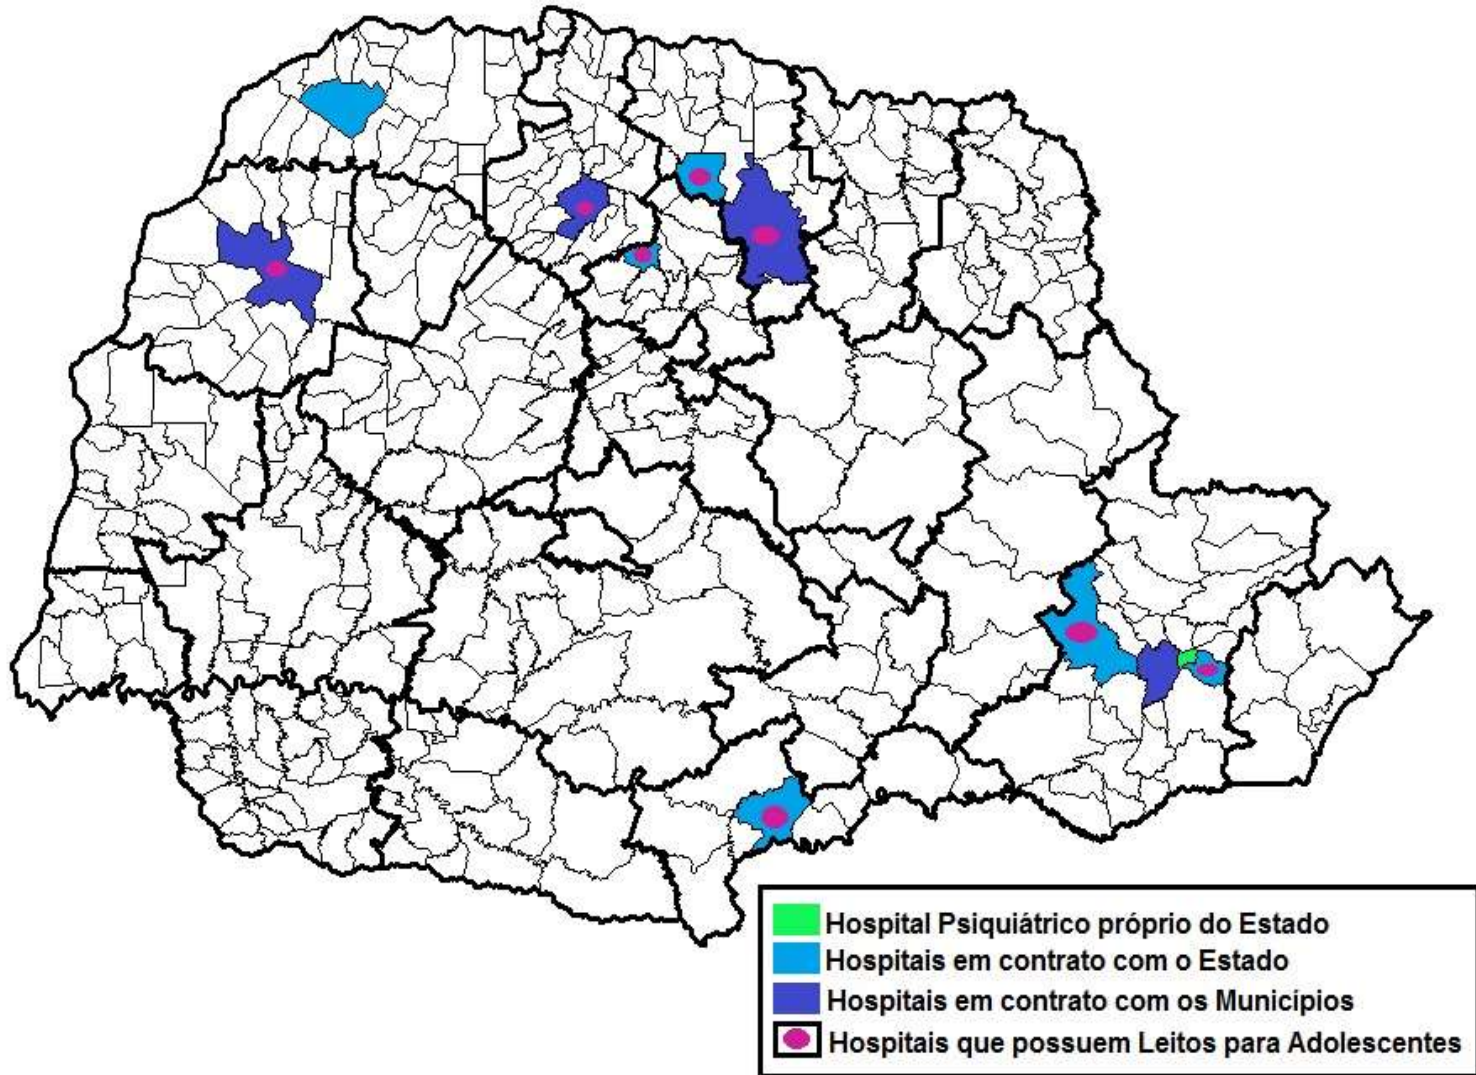 Hospital Psiquiátrico próprio do Estado
Hospitais em contrato com o Estado
Hospitais em contrato com os Municípios
Hospitais que possuem Leitos para Adolescentes